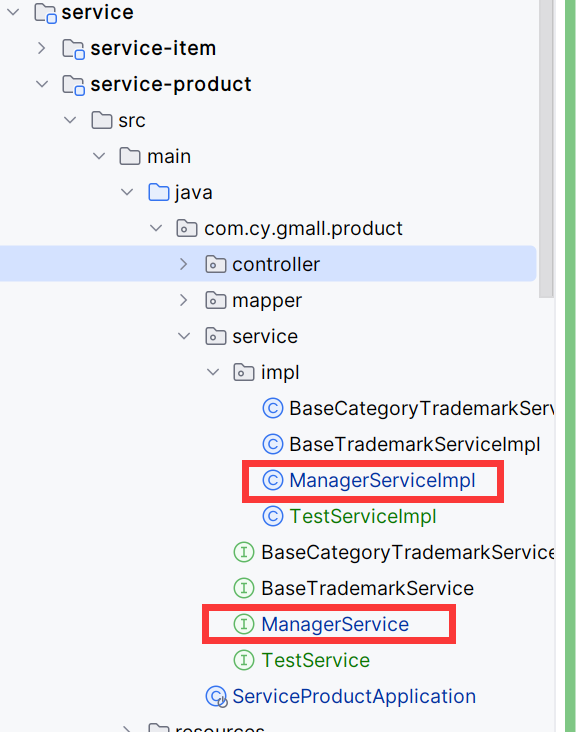 service
service-item
service-product
src
main
java
com.cy.gmall.product
controller
mapper
service
impl
BaseCategoryTrademarkServ
BaseTrademarkServiceImpl
ManagerServiceImpl
TestServiceImpl
BaseCategoryTrademarkService
BaseTrademarkService
ManagerService
TestService
ServiceProductApplication
resources